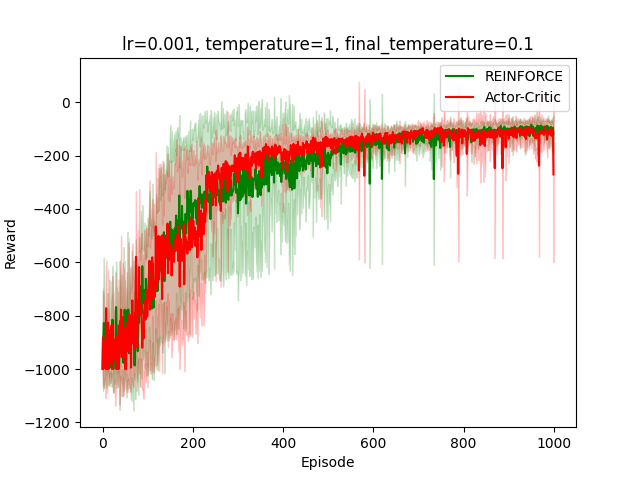 lr=0.001, temperature=1, final_temperature=0.1
REINFORCE
Actor-Critic
0
−200
−400
−600
−800
−1000
−1200
Reward
0 200 400 600 800 1000
Episode